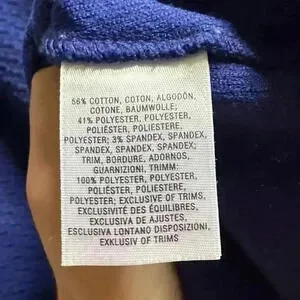 56% COTTON, COTON, ALGODÓN,
COTONE, BAUMWOLLE;
41% POLYESTER, POLYESTER,
POLIÉSTER, POLIESTERE,
POLYESTER; 3% SPANDEX, SPANDEX,
SPANDEX, SPANDEX, SPANDEX;
TRIM, BORDURE, ADORNOS,
GUARNIZIONI, TRIMM:
100% POLYESTER, POLYESTER,
POLIÉSTER, POLIESTERE,
POLYESTER; EXCLUSIVE OF TRIMS,
EXCLUSIVITÉ DES ÉQUILIBRES,
EXCLUSIVA DE AJUSTES,
ESCLUSIVA LONTANO DISPOSIZIONI,
EXKLUSIV OF TRIMS